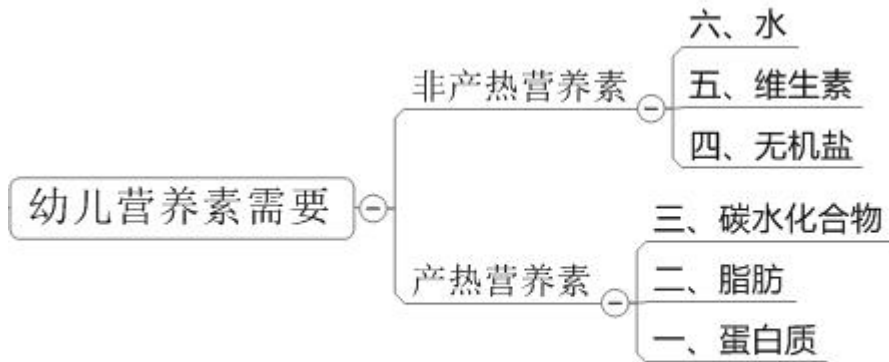 六、水
非产热营养素
五、维生素
四、无机盐
幼儿营养素需要
三、碳水化合物
产热营养素
二、脂肪
一、蛋白质